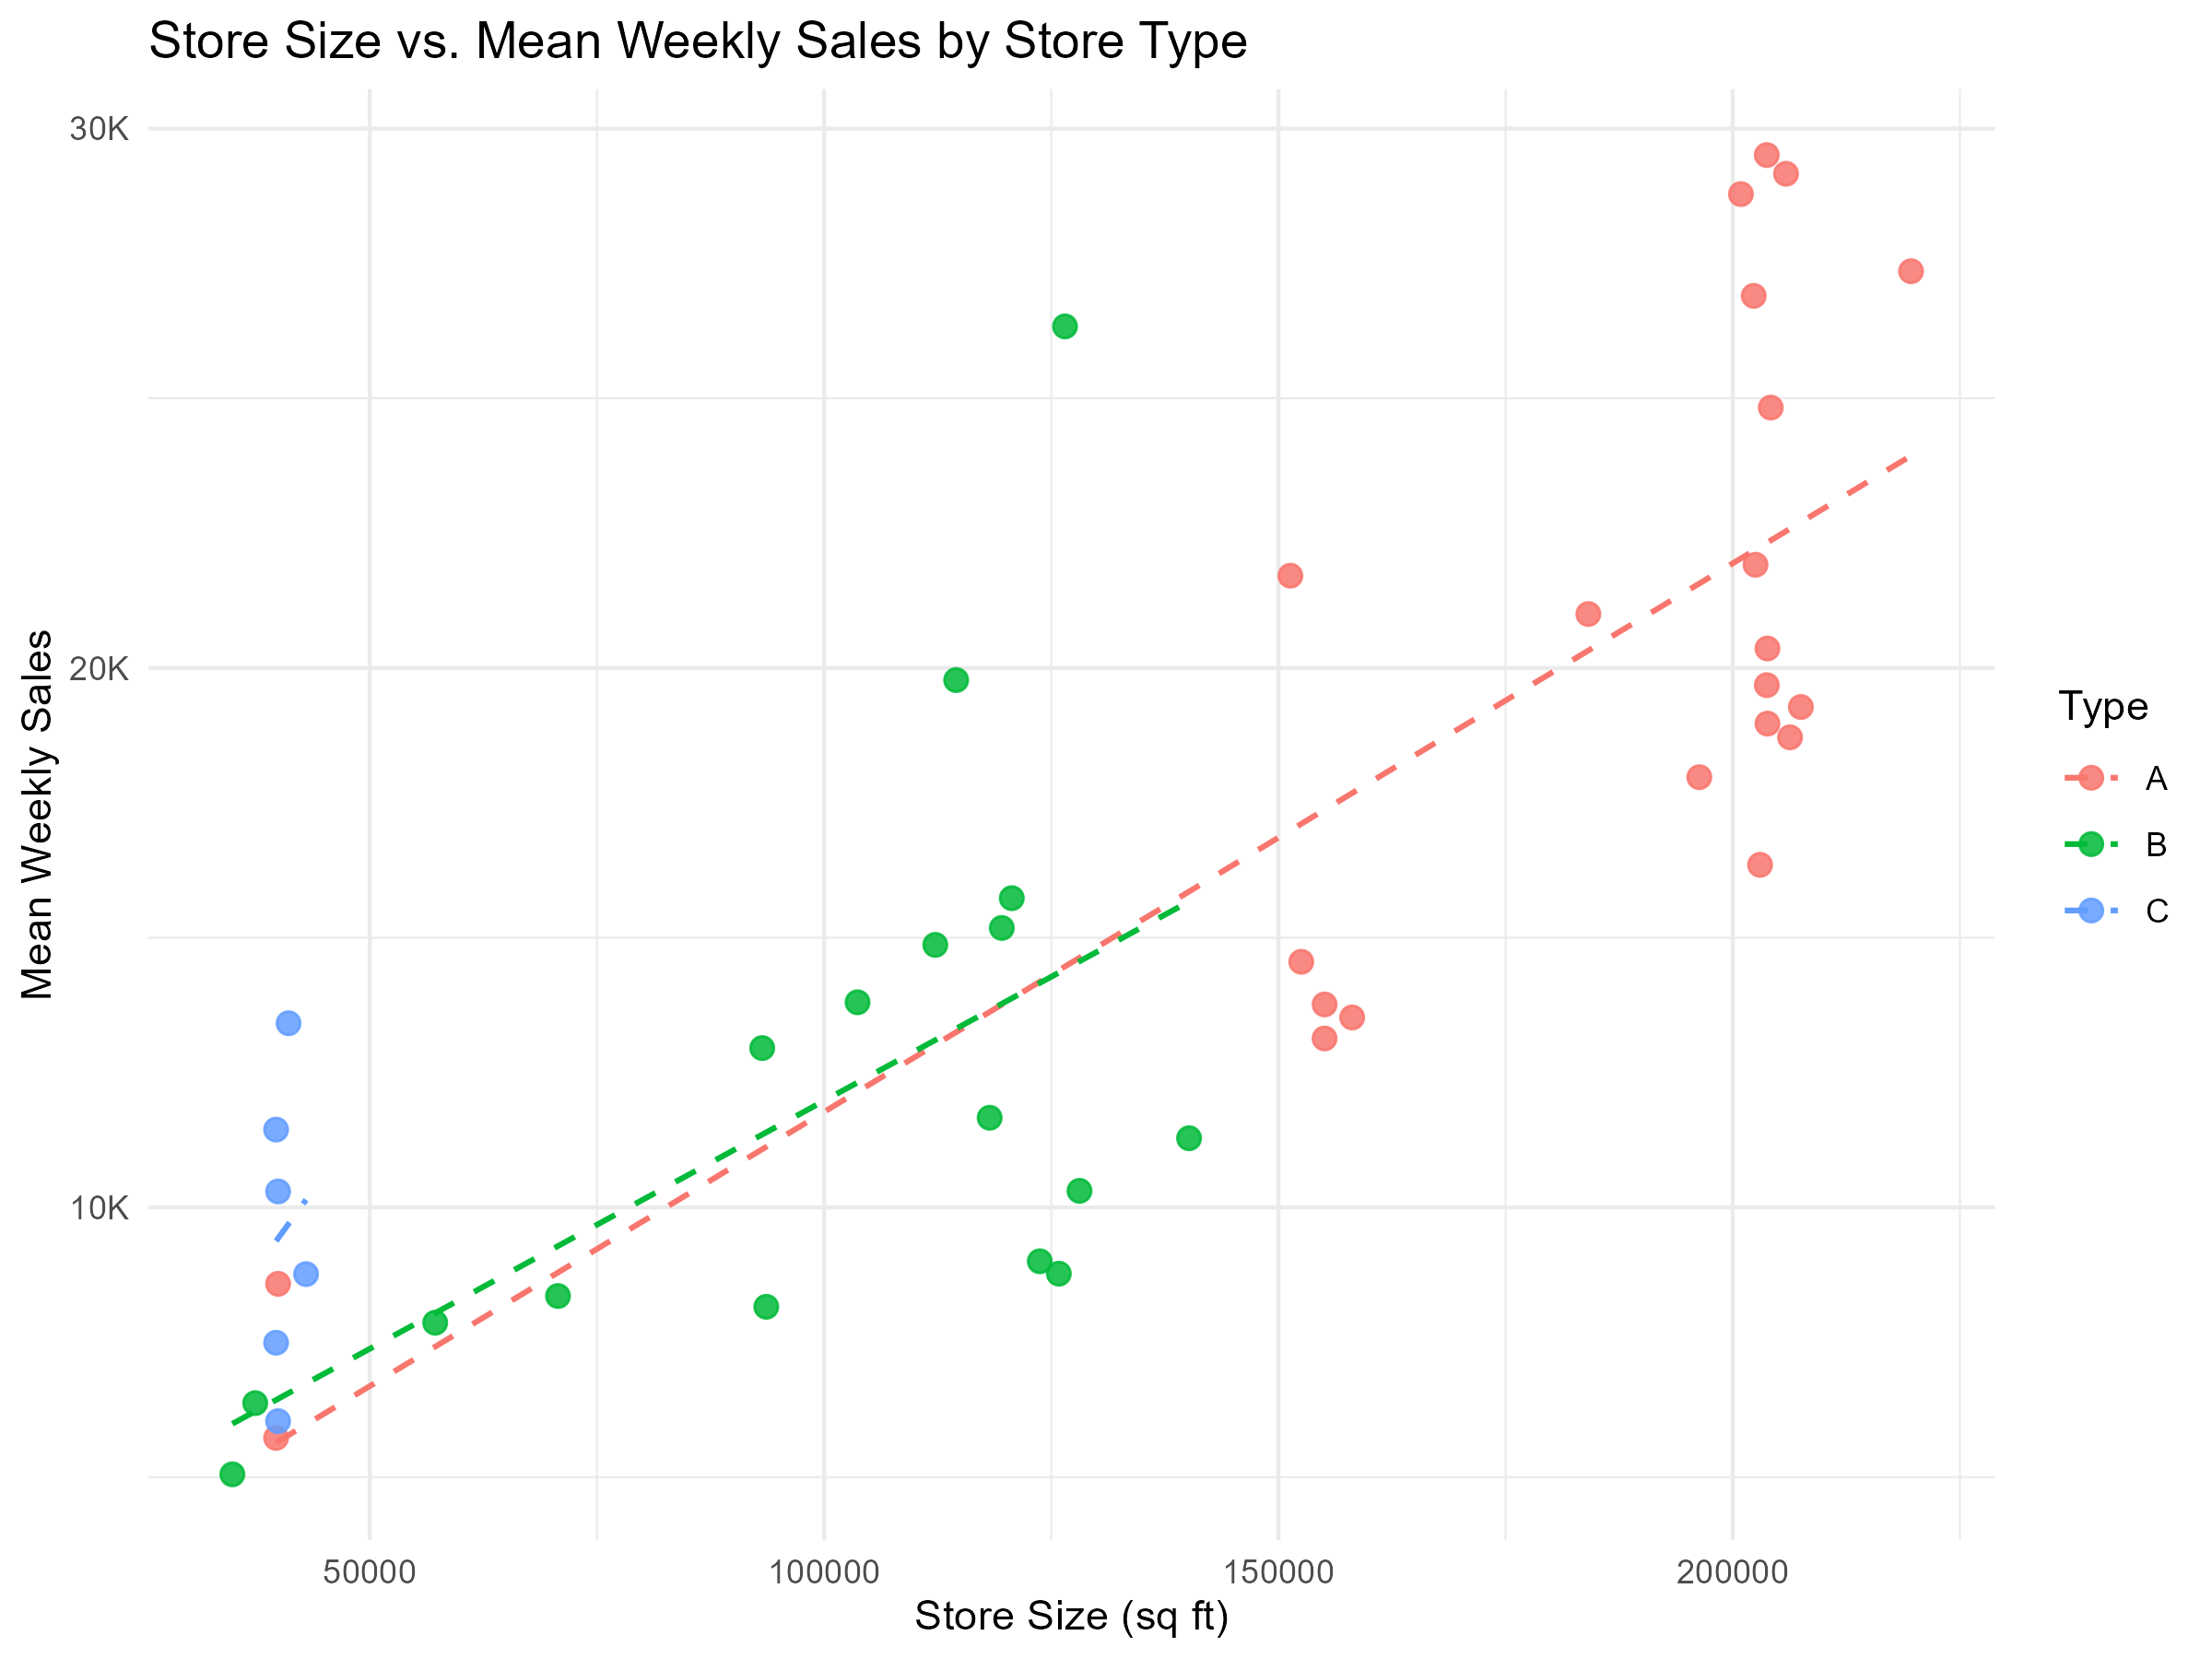 Store Size vs. Mean Weekly Sales by Store Type
30K
20K
10K
Mean Weekly Sales
50000
100000
150000
200000
Store Size (sq ft)
Type
A
B
C